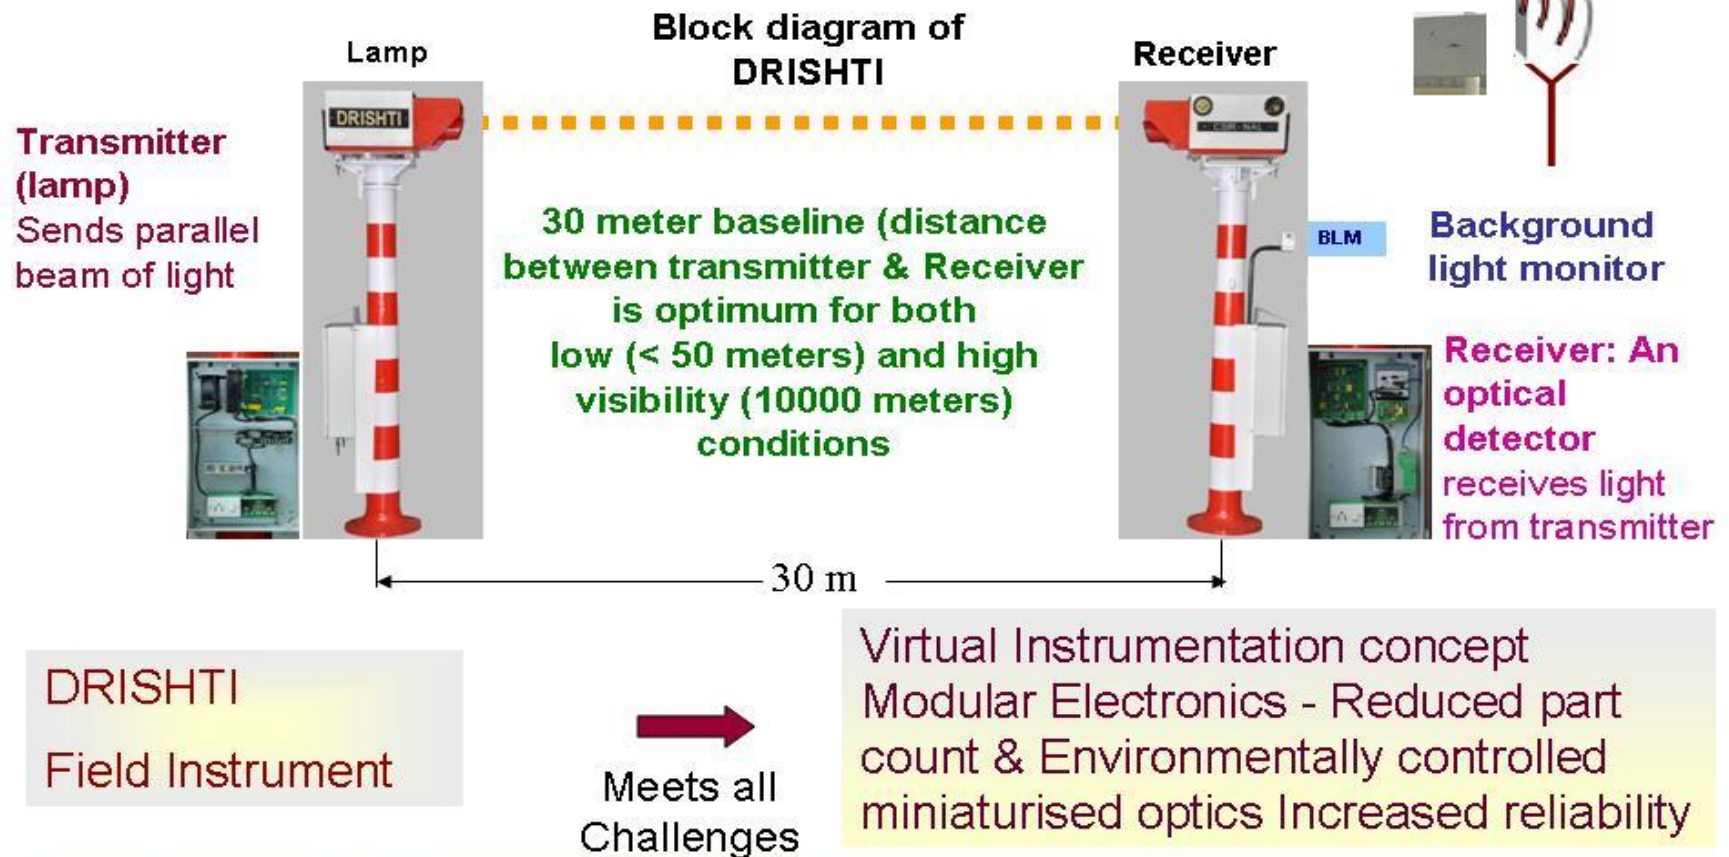 Block diagram of
DRISHTI
Lamp
Receiver
DRISHTI
CSIR - NAL
Transmitter
(lamp)
Sends parallel
beam of light
30 meter baseline (distance
between transmitter & Receiver
is optimum for both
low (< 50 meters) and high
visibility (10000 meters)
conditions
BLM
Background
light monitor
Receiver: An
optical
detector
receives light
from transmitter
30 m
DRISHTI
Field Instrument
Meets all
Challenges
Virtual Instrumentation concept
Modular Electronics - Reduced part
count & Environmentally controlled
miniaturised optics Increased reliability